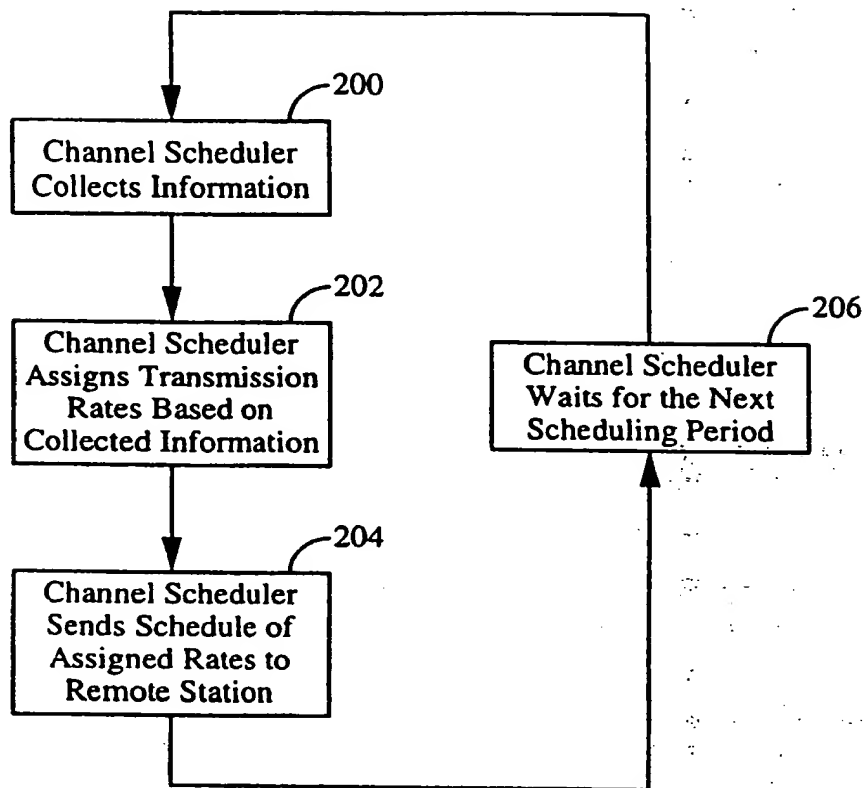 200
Channel Scheduler
Collects Information
202
Channel Scheduler
Assigns Transmission
Rates Based on
Collected Information
206
Channel Scheduler
Waits for the Next
Scheduling Period
204
Channel Scheduler
Sends Schedule of
Assigned Rates to
Remote Station